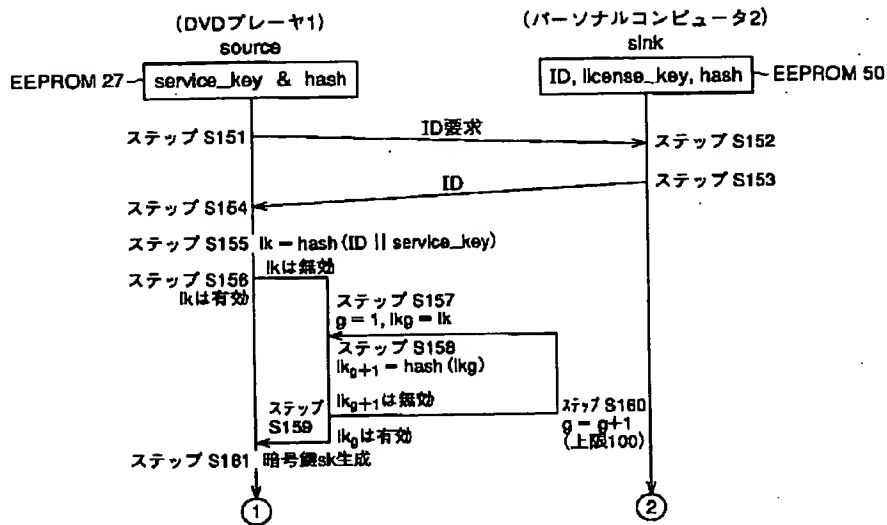 (DVDプレーヤ1)
source
(パーソナルコンピュータ2)
sink
EEPROM 27
service_key & hash
ID, license_key, hash
EEPROM 50
ステップ S151
ID要求
ステップ S152
ID
ステップ S153
ステップ S154
ステップ S155 lk = hash (ID || service_key)
ステップ S156
lkは無効
lkは有効
ステップ S157
g = 1, lkg = lk
ステップ S158
lkg+1 = hash (lkg)
lkg+1は無効
ステップ S159
ステップ S160
g = g+1
(上限100)
lkgは有効
ステップ S161 暗号鍵sk生成
1
2